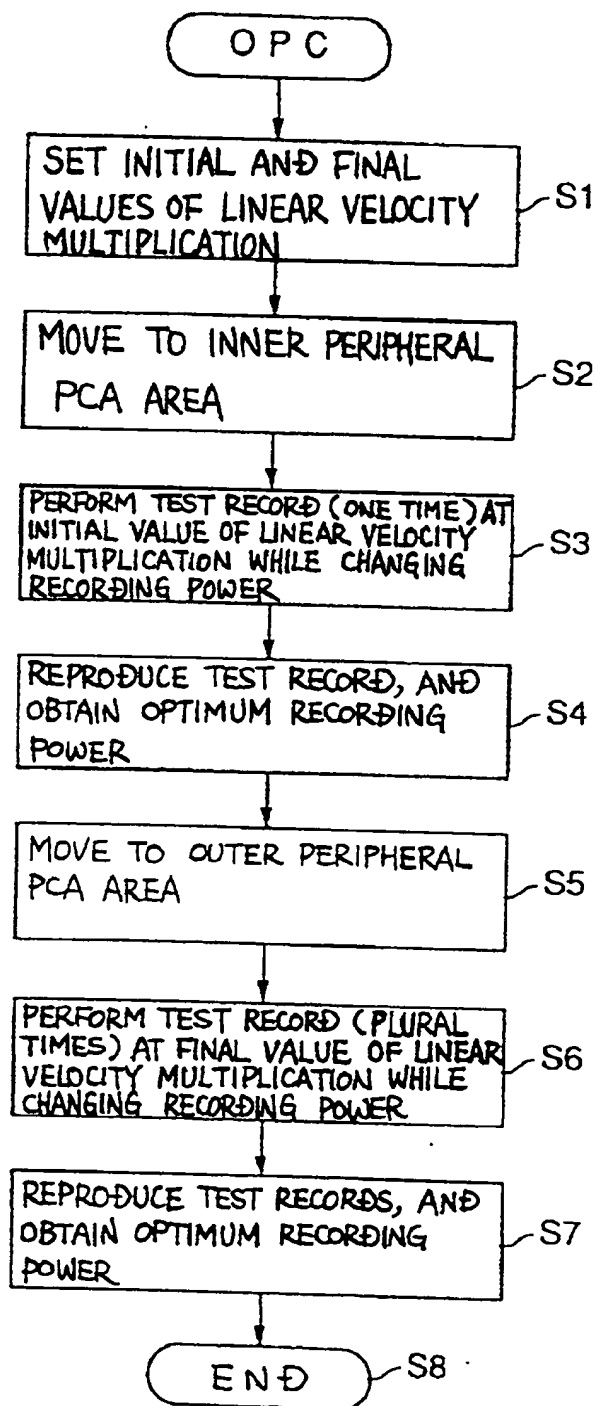 OPC
SET INITIAL AND FINAL
VALUES OF LINEAR VELOCITY
MULTIPLICATION
S1
MOVE TO INNER PERIPHERAL
PCA AREA
S2
PERFORM TEST RECORD (ONE TIME) AT
INITIAL VALUE OF LINEAR VELOCITY
MULTIPLICATION WHILE CHANGING
RECORDING POWER
S3
REPRODUCE TEST RECORD, AND
OBTAIN OPTIMUM RECORDING
POWER
S4
MOVE TO OUTER PERIPHERAL
PCA AREA
S5
PERFORM TEST RECORD (PLURAL
TIMES) AT FINAL VALUE OF LINEAR
VELOCITY MULTIPLICATION WHILE
CHANGING RECORDING POWER
S6
REPRODUCE TEST RECORDS, AND
OBTAIN OPTIMUM RECORDING
POWER
S7
END
S8